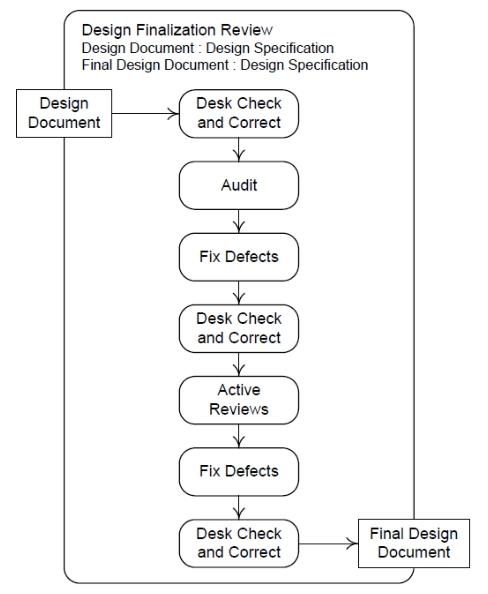 Design Finalization Review
Design Document : Design Specification
Final Design Document : Design Specification
Design
Document
Desk Check
and Correct
Audit
Fix Defects
Desk Check
and Correct
Active
Reviews
Fix Defects
Desk Check
and Correct
Final Design
Document